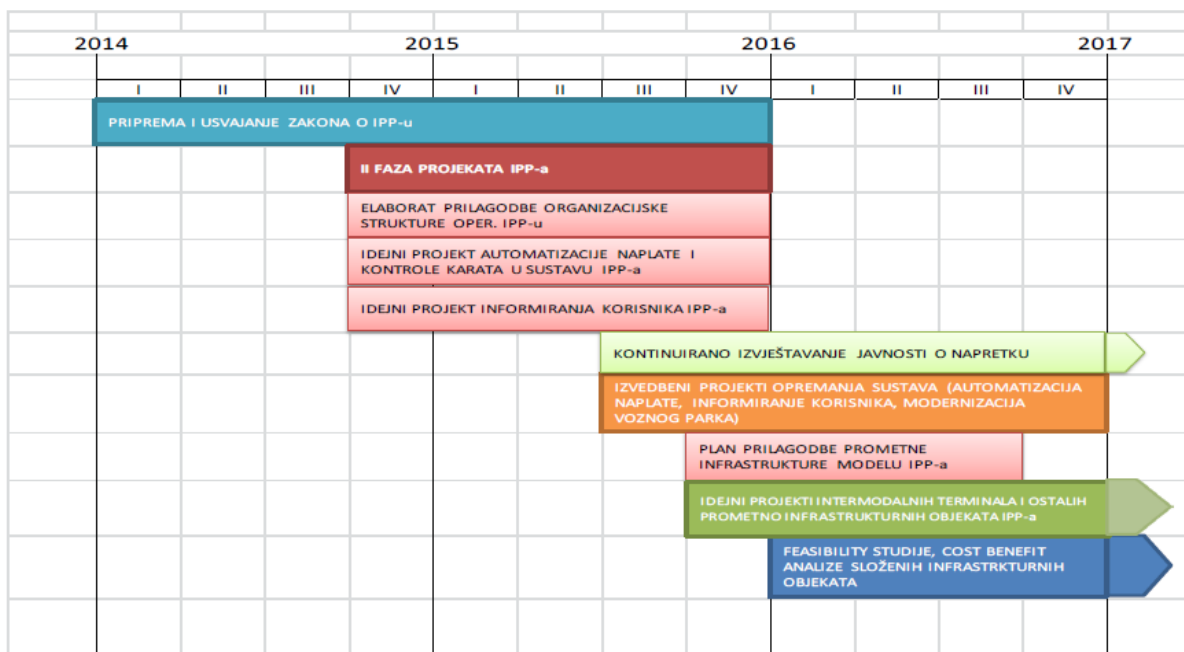 2014 2015 2016 2017
I II III IV I II III IV I II III IV
PRIPREMA I USVAJANJE ZAKONA O IPP-u
II FAZA PROJEKATA IPP-a
ELABORAT PRILAGODBE ORGANIZACIJSKE
STRUKTURE OPER. IPP-u
IDEJNI PROJEKT AUTOMATIZACIJE NAPLATE I
KONTROLE KARATA U SUSTAVU IPP-a
IDEJNI PROJEKT INFORMIRANJA KORISNIKA IPP-a
KONTINUIRANO IZVJEŠTAVANJE JAVNOSTI O NAPRETKU
IZVEDBENI PROJEKTI OPREMANJA SUSTAVA (AUTOMATIZACIJA
NAPLATE, INFORMIRANJE KORISNIKA, MODERNIZACIJA
VOZNOG PARKA)
PLAN PRILAGODBE PROMETNE
INFRASTRUKTURE MODELU IPP-a
IDEJNI PROJEKTI INTERMODALNIH TERMINALA I OSTALIH
PROMETNO INFRASTRUKTURNIH OBJEKATA IPP-a
FEASIBILITY STUDIJE, COST BENEFIT
ANALIZE SLOŽENIH INFRASTRKTURNIH
OBJEKATA